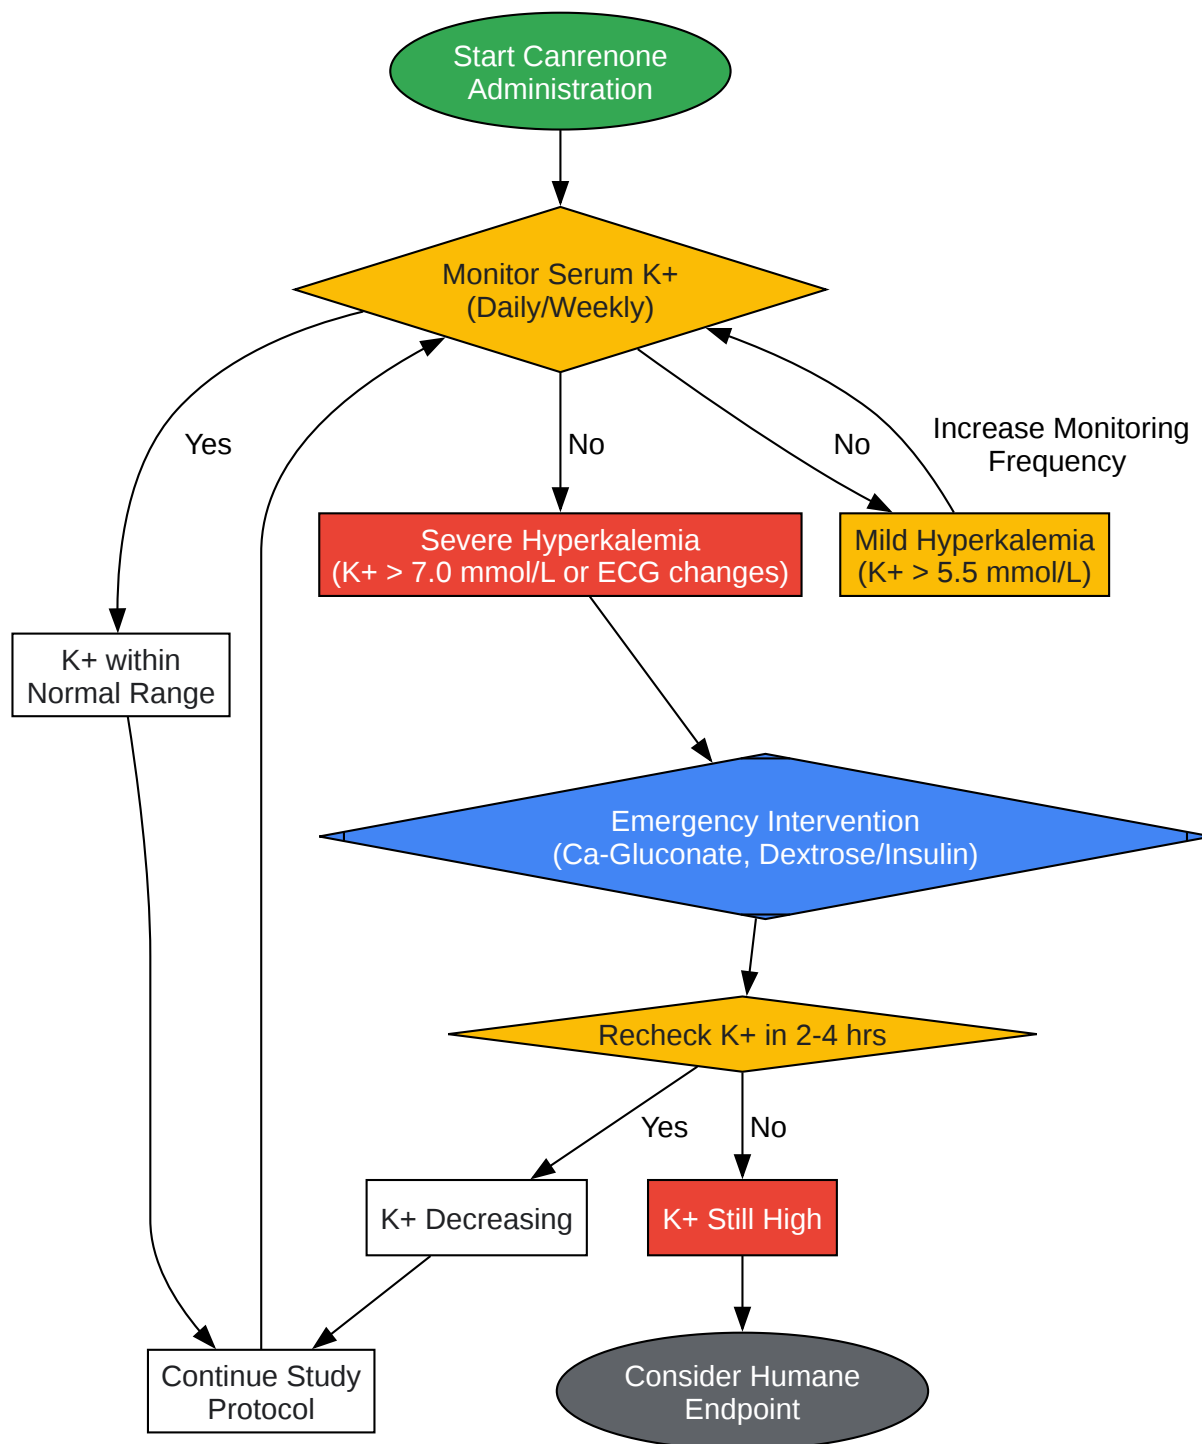 Start Canrenone
Administration
Monitor Serum K+
(Daily/Weekly)
Yes
No
No
Increase Monitoring
Frequency
Severe Hyperkalemia
(K+ > 7.0 mmol/L or ECG changes)
Mild Hyperkalemia
(K+ > 5.5 mmol/L)
K+ within
Normal Range
Emergency Intervention
(Ca-Gluconate, Dextrose/Insulin)
Recheck K+ in 2-4 hrs
Yes
No
K+ Decreasing
K+ Still High
Continue Study
Protocol
Consider Humane
Endpoint